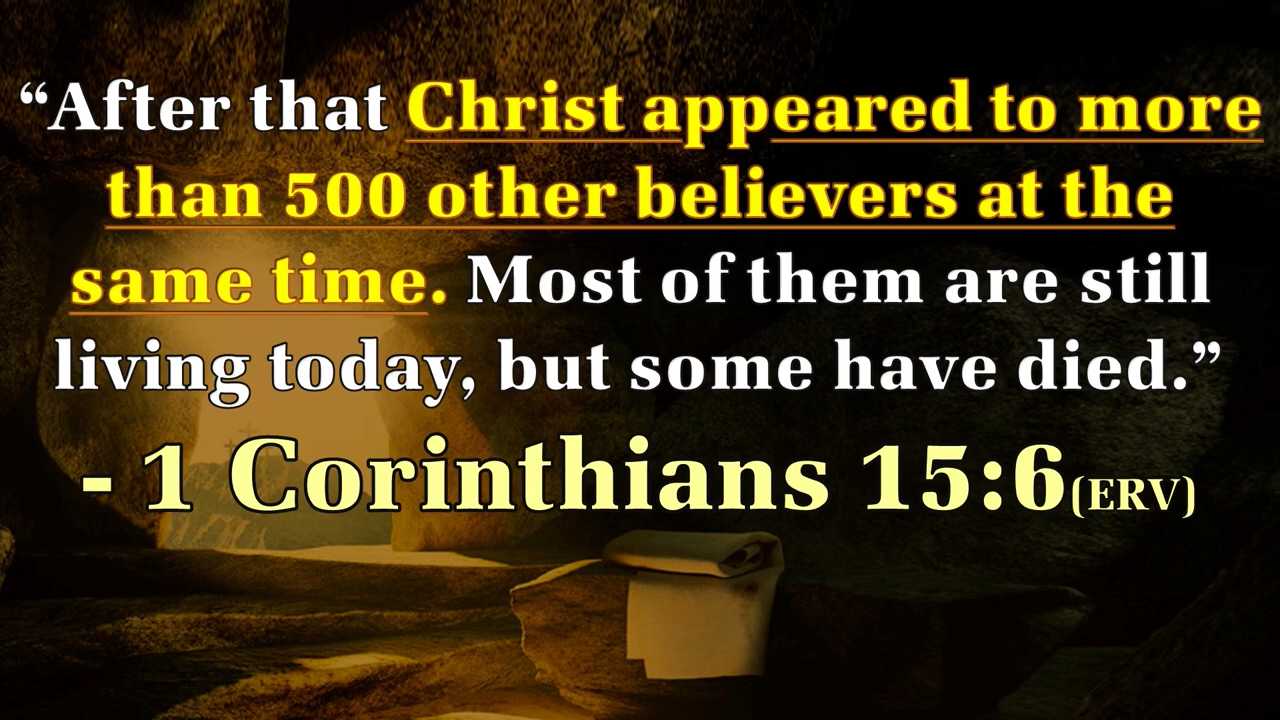 “After that Christ appeared to more
than 500 other believers at the
same time. Most of them are still
living today, but some have died.”
- 1 Corinthians 15:6(ERV)